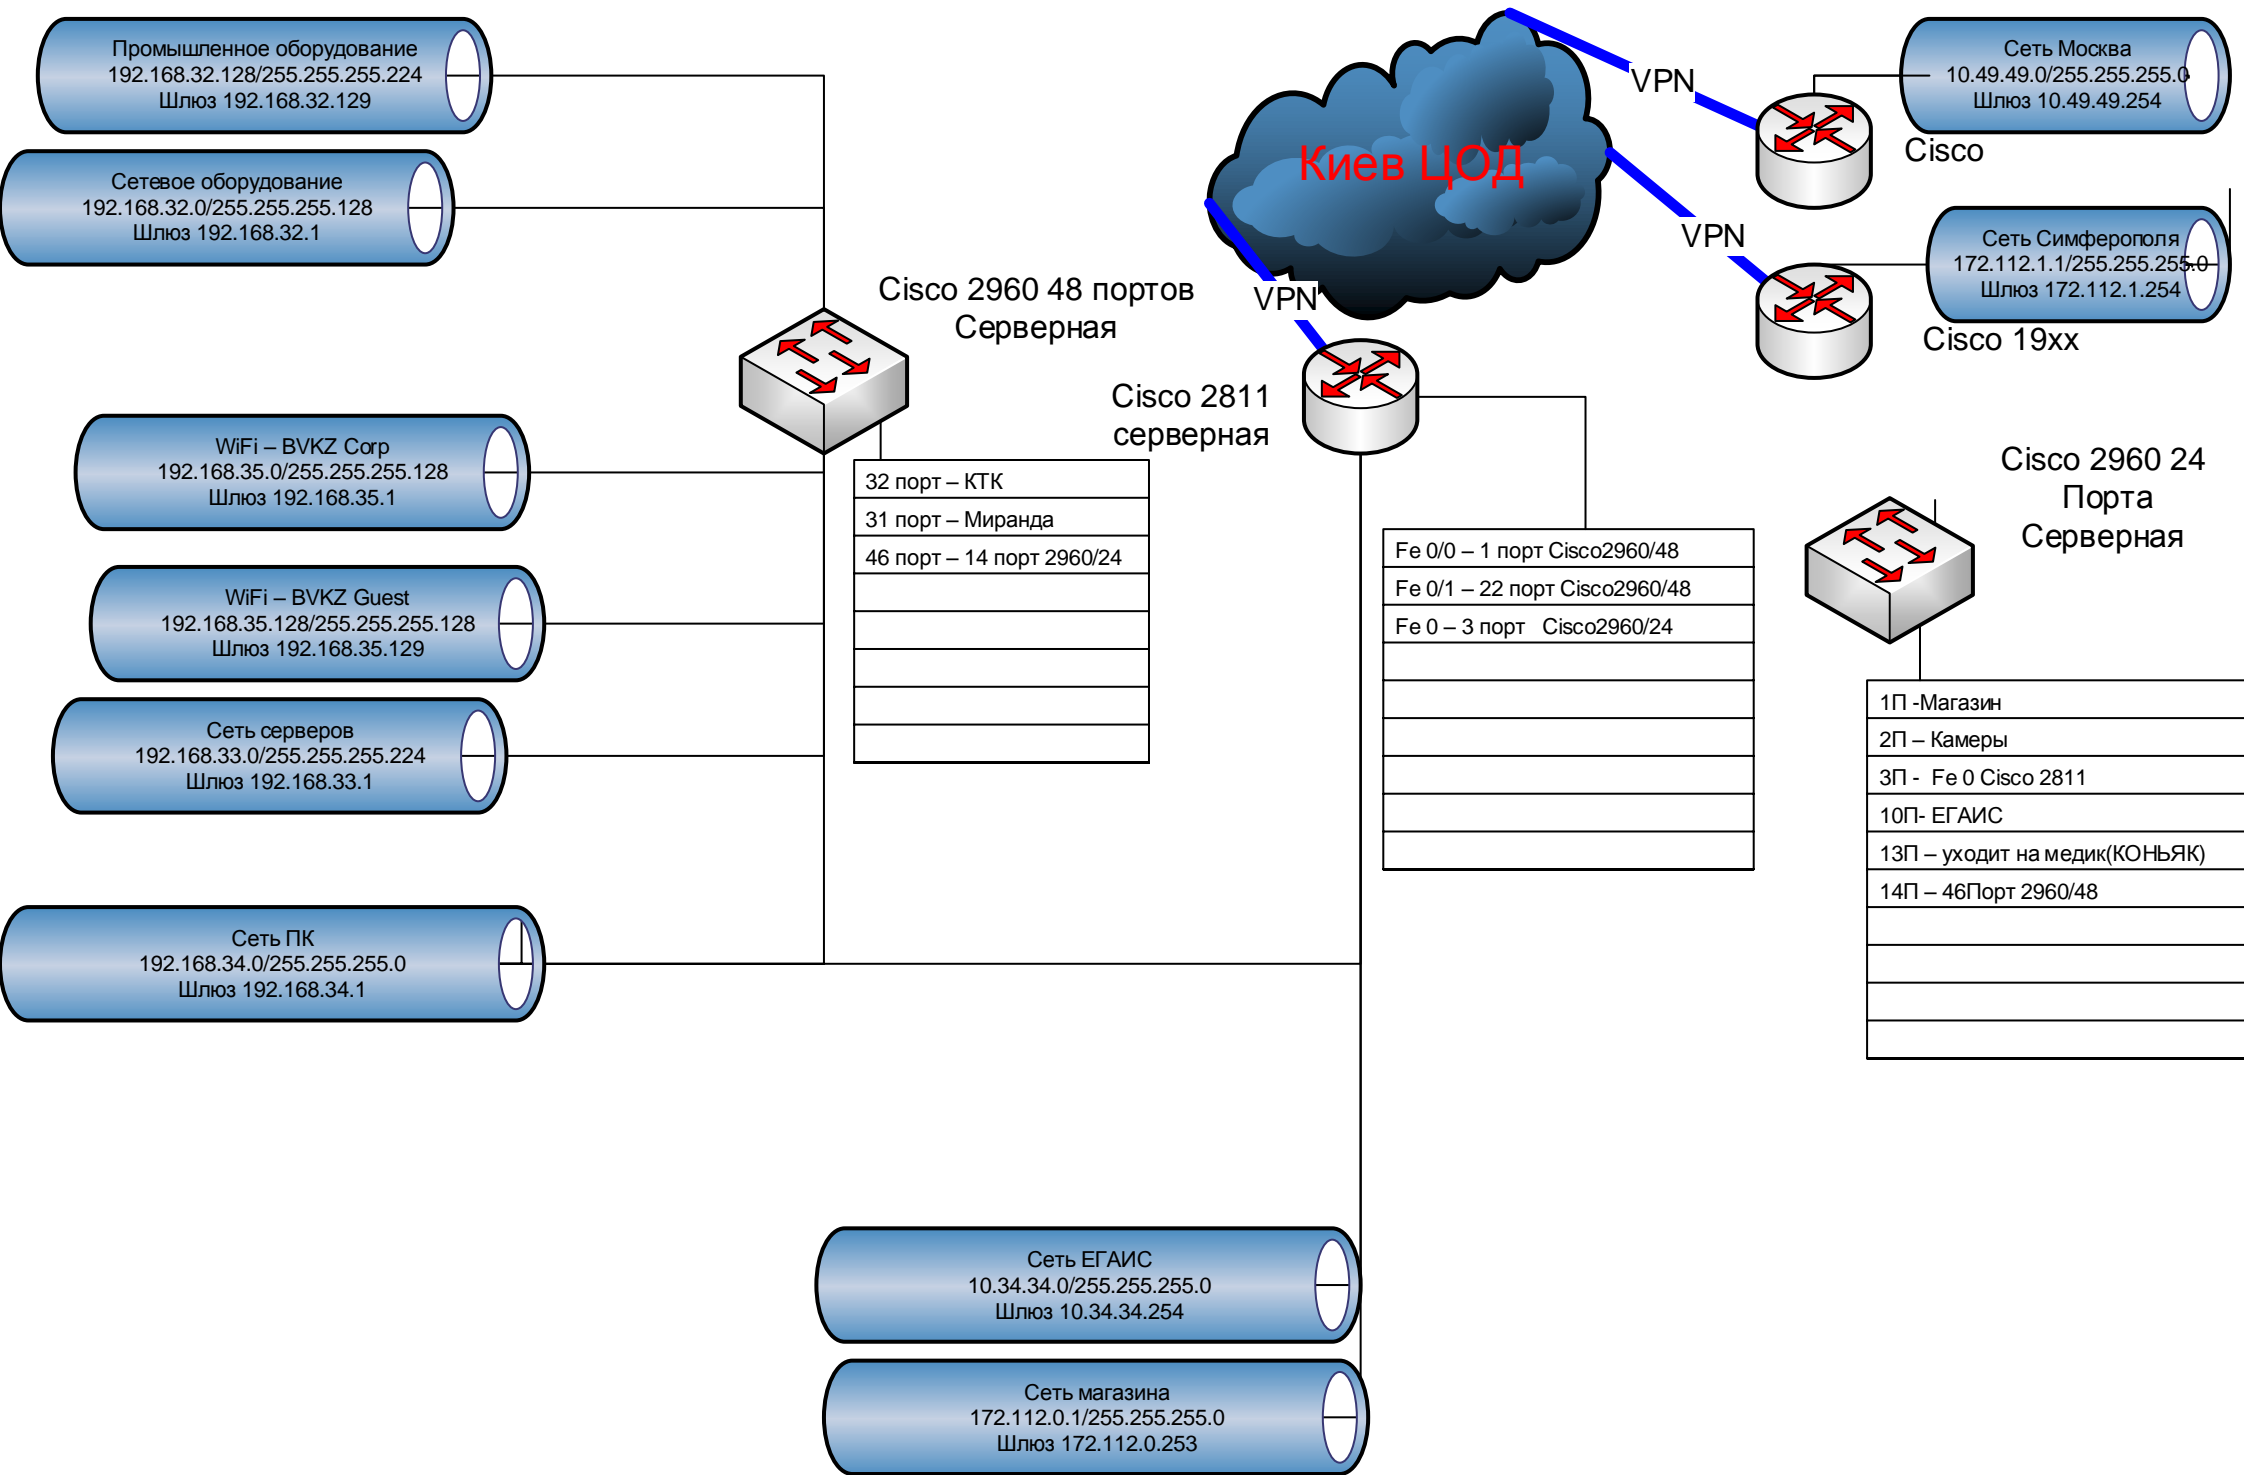 Промышленное оборудование
192.168.32.128/255.255.255.224
Шлюз 192.168.32.129
Сетевое оборудование
192.168.32.0/255.255.255.128
Шлюз 192.168.32.1
Cisco 2960 48 портов
Серверная
Киев ЦОД
VPN
VPN
VPN
Сеть Москва
10.49.49.0/255.255.255.0
Шлюз 10.49.49.254
Cisco
Сеть Симферополя
172.112.1.1/255.255.255.0
Шлюз 172.112.1.254
Cisco 19xx
Cisco 2811
серверная
Cisco 2960 24
Порта
Серверная
WiFi – BVKZ Corp
192.168.35.0/255.255.255.128
Шлюз 192.168.35.1
WiFi – BVKZ Guest
192.168.35.128/255.255.255.128
Шлюз 192.168.35.129
Сеть серверов
192.168.33.0/255.255.255.224
Шлюз 192.168.33.1
Сеть ПК
192.168.34.0/255.255.255.0
Шлюз 192.168.34.1
32 порт – КТК
31 порт – Миранда
46 порт – 14 порт 2960/24
Fe 0/0 – 1 порт Cisco2960/48
Fe 0/1 – 22 порт Cisco2960/48
Fe 0 – 3 порт Cisco2960/24
1П -Магазин
2П – Камеры
3П - Fe 0 Cisco 2811
10П- ЕГАИС
13П – уходит на медик(КОНЬЯК)
14П – 46Порт 2960/48
Сеть ЕГАИС
10.34.34.0/255.255.255.0
Шлюз 10.34.34.254
Сеть магазина
172.112.0.1/255.255.255.0
Шлюз 172.112.0.253